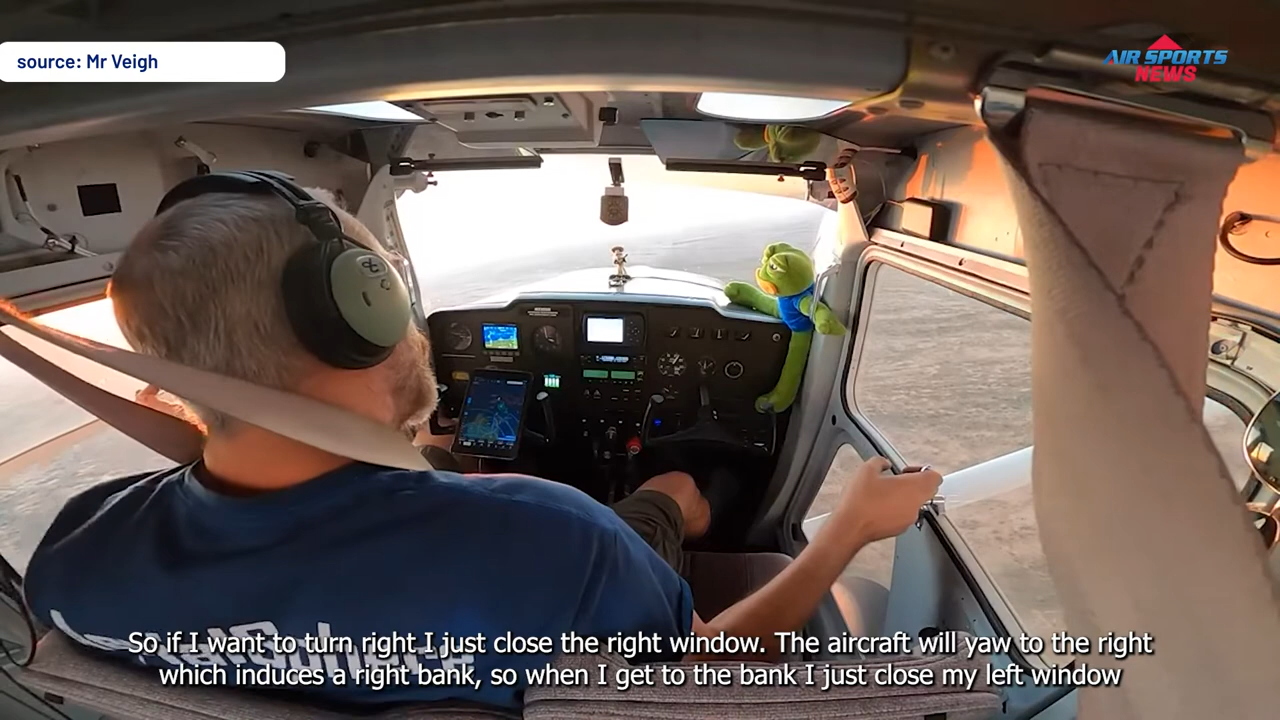 source: Mr Veigh
AIR SPORTS
NEWS
So if I want to turn right I just close the right window. The aircraft will yaw to the right
which induces a right bank, so when I get to the bank I just close my left window